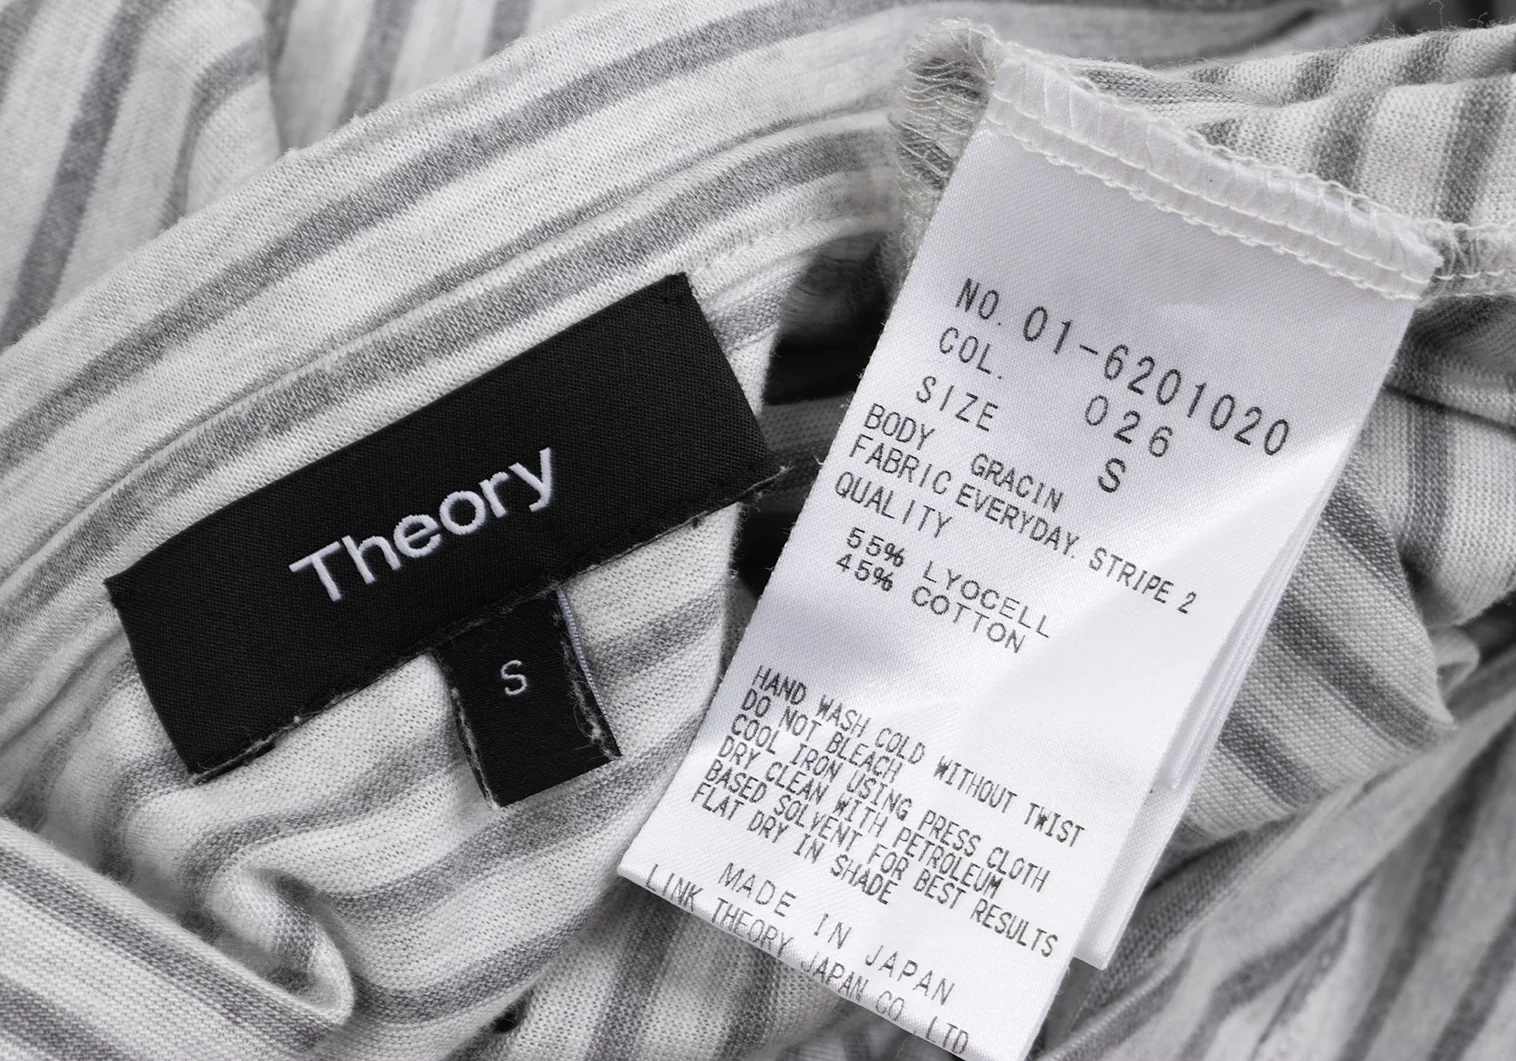 Theory
S
NO. 01-6201020
COL. 026
SIZE S
BODY GRACIN
FABRIC EVERYDAY. STRIPE 2
QUALITY
55% LYOCELL
45% COTTON
HAND WASH COLD WITHOUT TWIST
DO NOT BLEACH
COOL IRON USING PRESS CLOTH
DRY CLEAN WITH PETROLEUM
BASED SOLVENT FOR BEST RESULTS
FLAT DRY IN SHADE
MADE IN JAPAN
LINK THEORY JAPAN CO. LTD